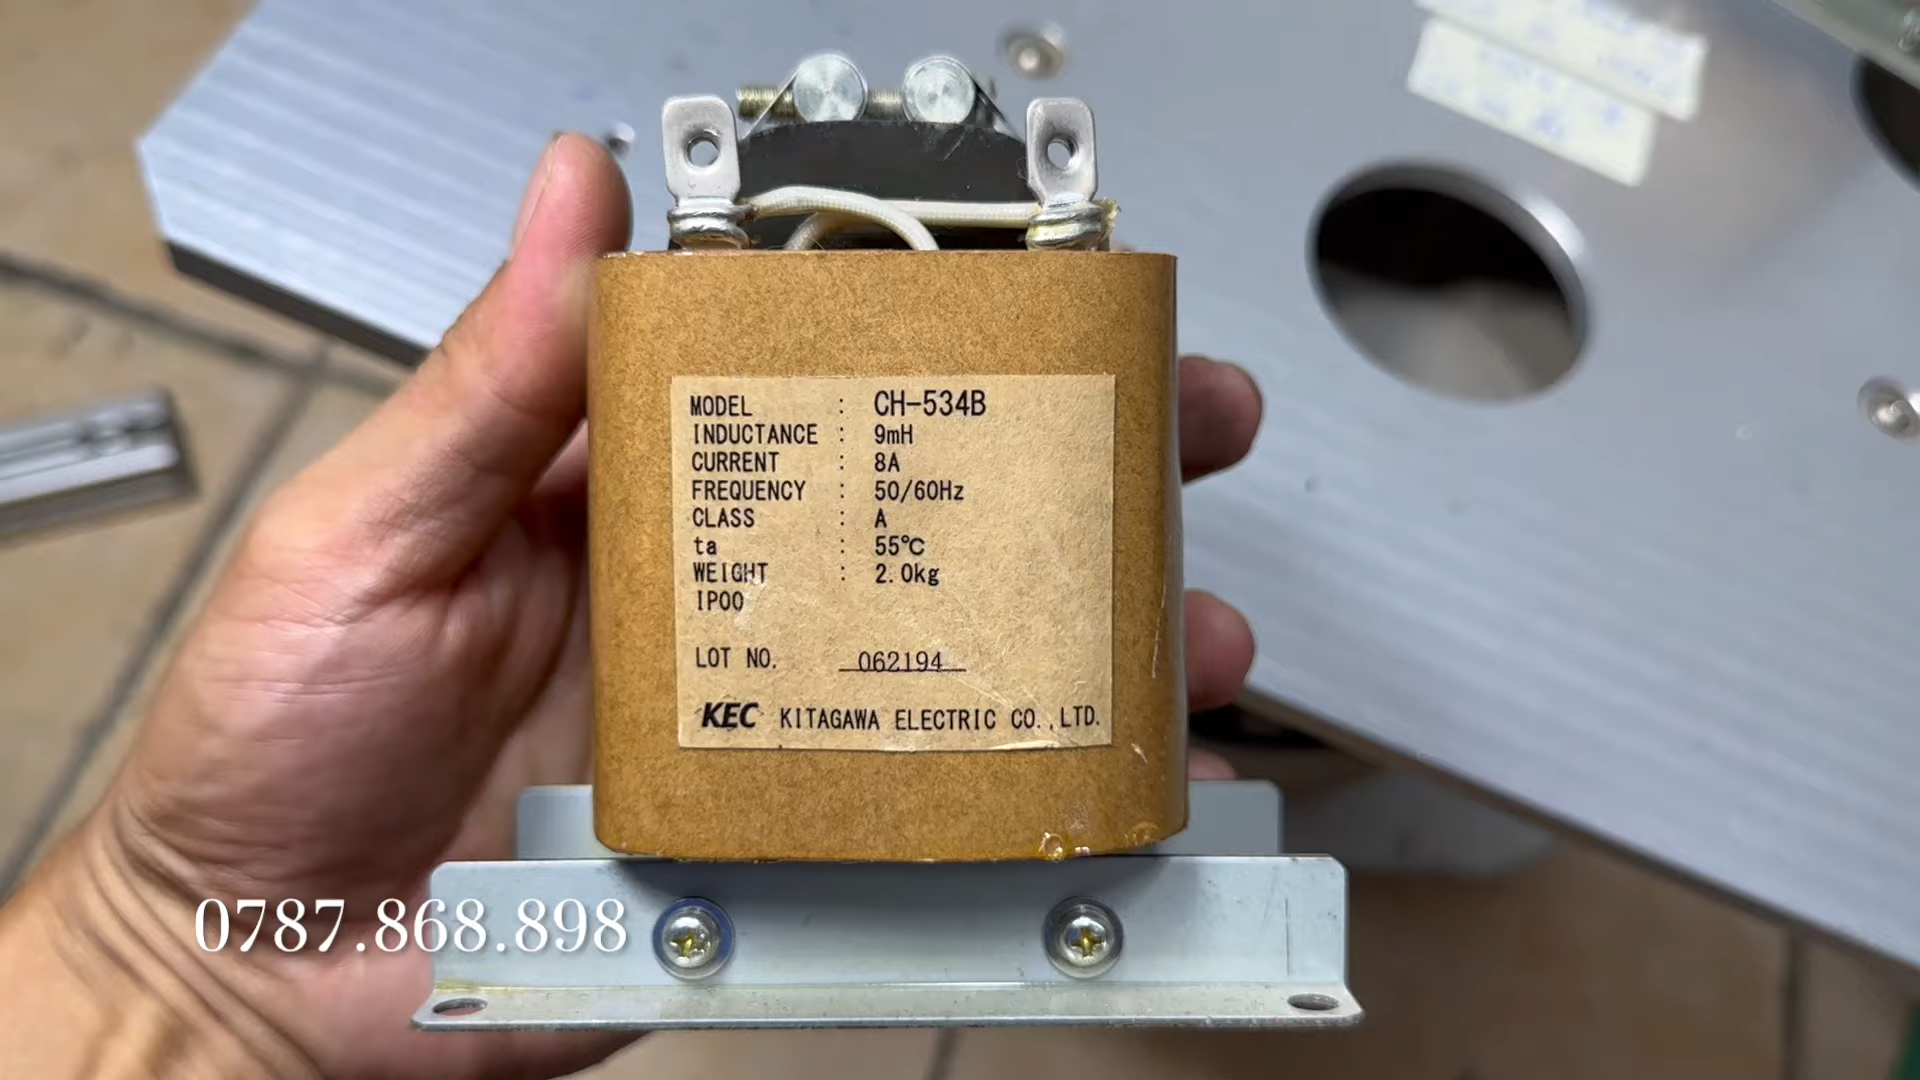 MODEL : CH-534B
INDUCTANCE : 9mH
CURRENT : 8A
FREQUENCY : 50/60Hz
CLASS : A
ta : 55℃
WEIGHT : 2.0kg
IP00
LOT NO. 062194
KEC KITAGAWA ELECTRIC CO.,LTD.
0787.868.898